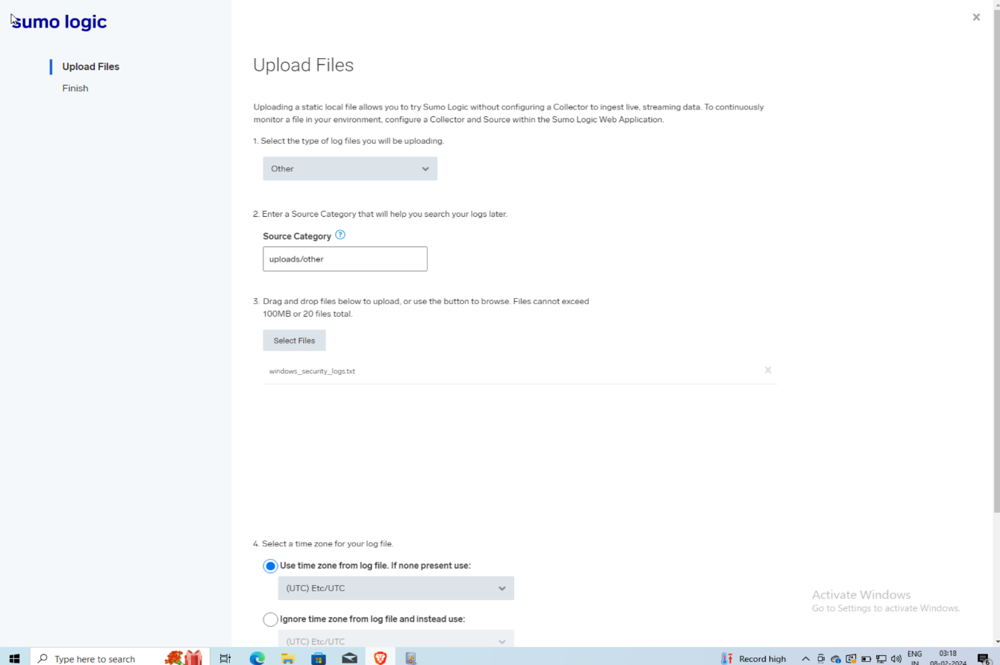 sumo logic
Upload Files
Finish
Upload Files
Uploading a static local file allows you to try Sumo Logic without configuring a Collector to ingest live, streaming data. To continuously
monitor a file in your environment, configure a Collector and Source within the Sumo Logic Web Application.
1. Select the type of log files you will be uploading.
Other
2. Enter a Source Category that will help you search your logs later.
Source Category ?
uploads/other
3. Drag and drop files below to upload, or use the button to browse. Files cannot exceed
100MB or 20 files total.
Select Files
windows_security_logs.txt
4. Select a time zone for your log file.
Use time zone from log file. If none present use:
(UTC) Etc/UTC
Ignore time zone from log file and instead use:
(UTC) Etc/UTC
Activate Windows
Go to Settings to activate Windows.
Type here to search
Record high
ENG
IN
03:18
08-02-2024
6